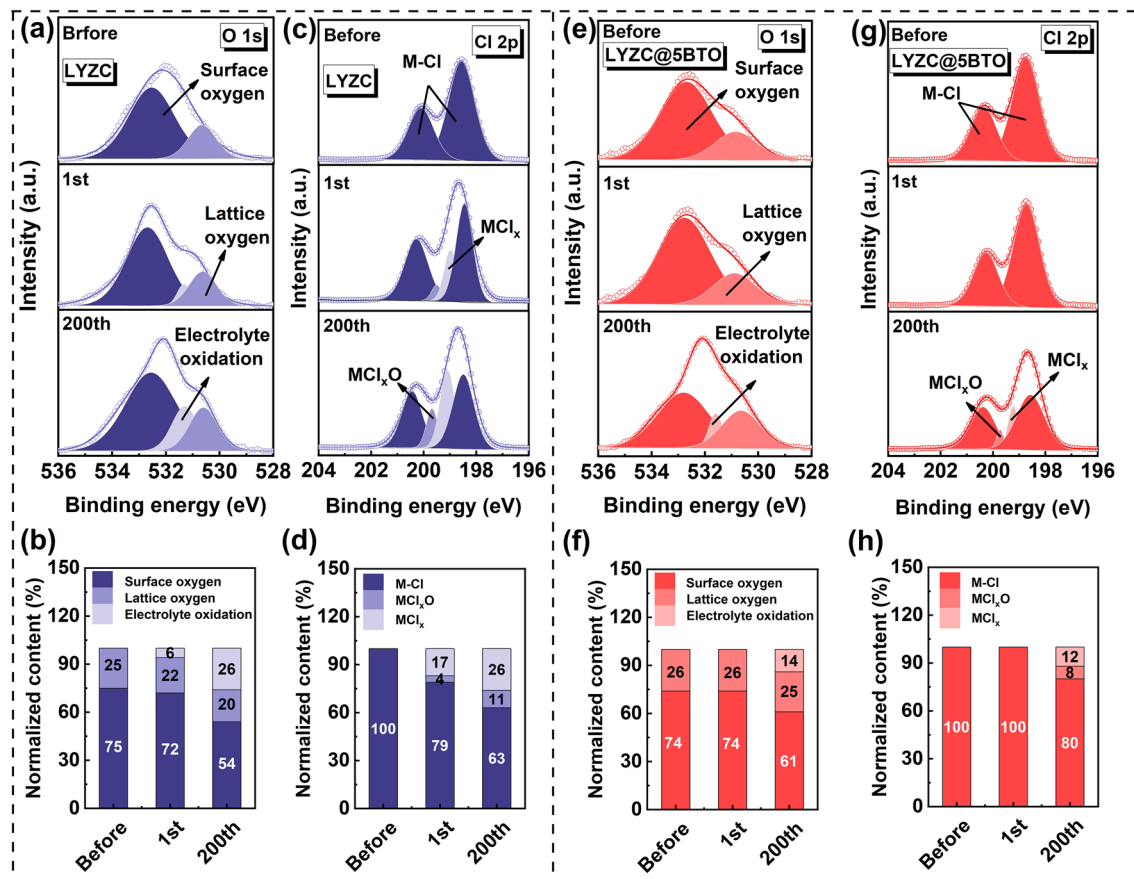 (a)
Brfore
O 1s
LYZC
Surface
oxygen
1st
Lattice
oxygen
200th
Electrolyte
oxidation
Intensity (a.u.)
536 534 532 530 528
Binding energy (eV)
(c)
Before
Cl 2p
LYZC
M-Cl
1st
MClₓ
200th
MClₓO
Intensity (a.u.)
204 202 200 198 196
Binding energy (eV)
(e)
Before
O 1s
LYZC@5BTO
Surface
oxygen
1st
Lattice
oxygen
200th
Electrolyte
oxidation
Intensity (a.u.)
536 534 532 530 528
Binding energy (eV)
(g)
Before
Cl 2p
LYZC@5BTO
M-Cl
1st
200th
MClₓO
MClₓ
Intensity (a.u.)
204 202 200 198 196
Binding energy (eV)
(b)
Normalized content (%)
150
120
90
60
30
0
Surface oxygen
Lattice oxygen
Electrolyte oxidation
25
75
6
22
72
26
20
54
Before 1st 200th
(d)
Normalized content (%)
150
120
90
60
30
0
M-Cl
MClₓO
MClₓ
100
17
4
79
26
11
63
Before 1st 200th
(f)
Normalized content (%)
150
120
90
60
30
0
Surface oxygen
Lattice oxygen
Electrolyte oxidation
26
74
26
74
14
25
61
Before 1st 200th
(h)
Normalized content (%)
150
120
90
60
30
0
M-Cl
MClₓO
MClₓ
100
100
12
8
80
Before 1st 200th